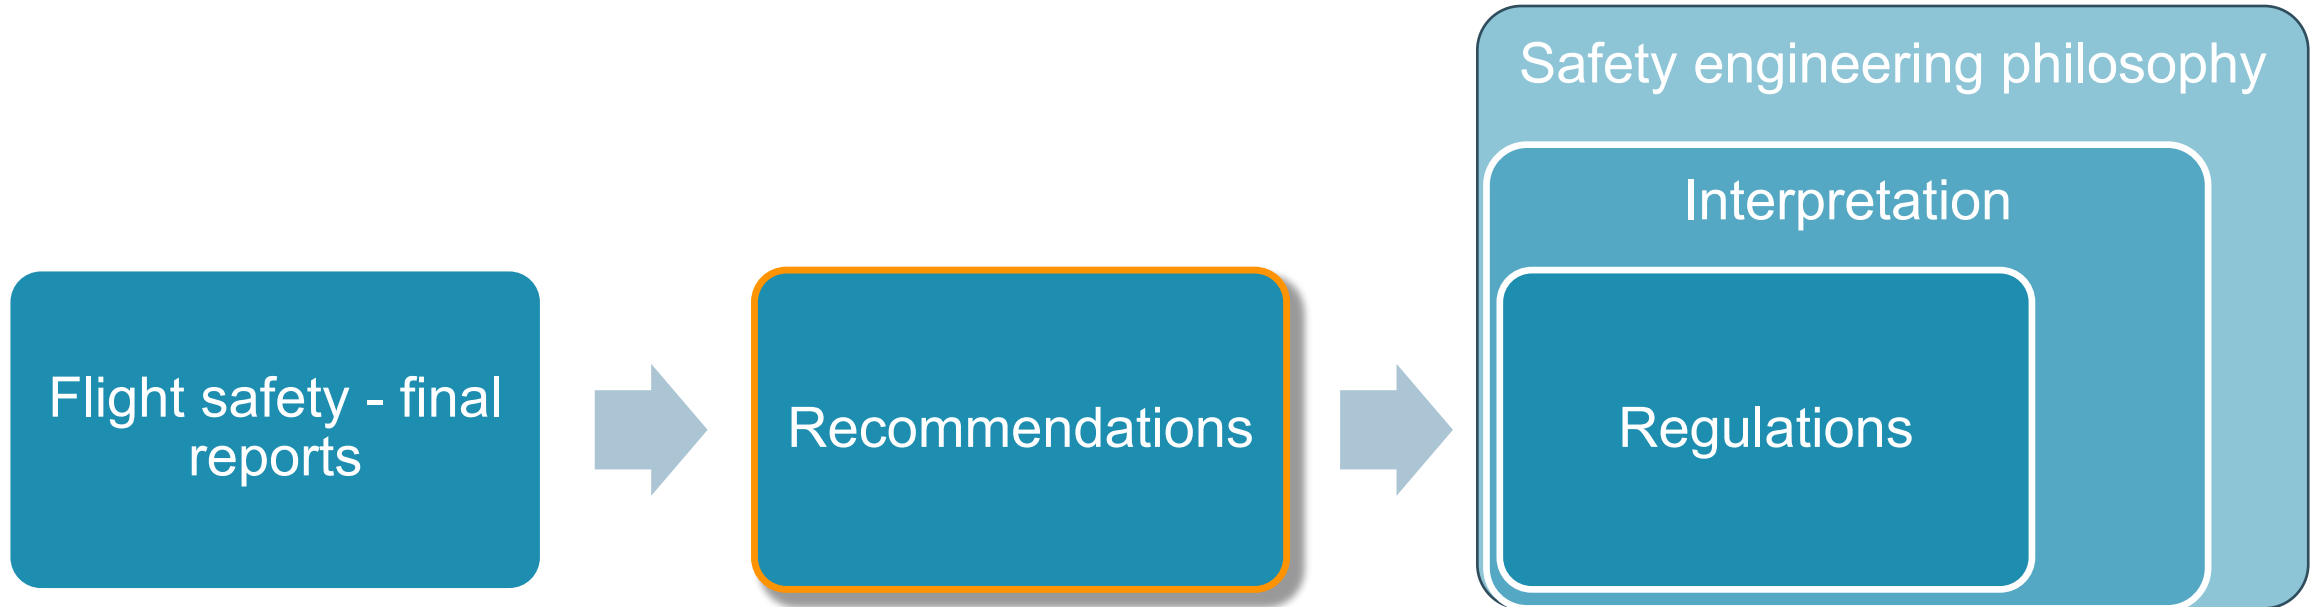 Safety engineering philosophy
Interpretation
Flight safety - final
reports
Recommendations
Regulations